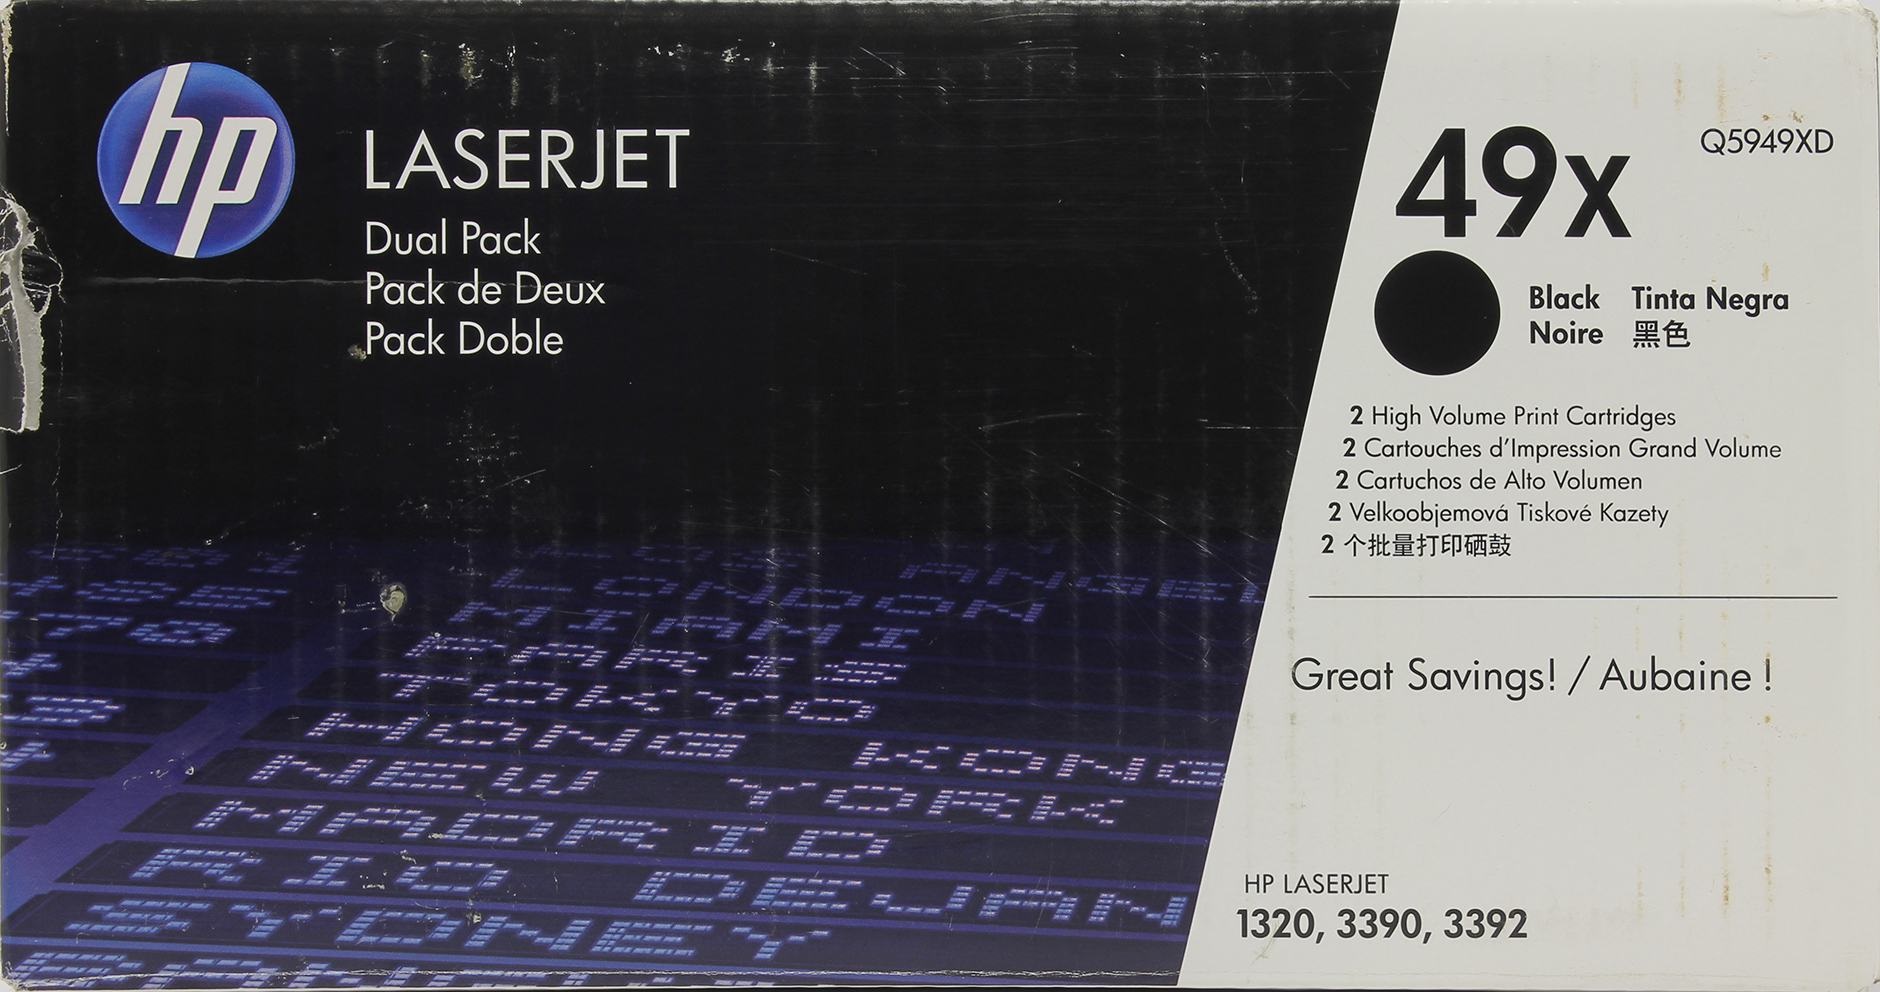 hp
LASERJET
Dual Pack
Pack de Deux
Pack Doble
49X
Q5949XD
Black Tinta Negra
Noire 黑色
2 High Volume Print Cartridges
2 Cartouches d'Impression Grand Volume
2 Cartuchos de Alto Volumen
2 Velkoobjemová Tiskové Kazety
2 个批量打印硒鼓
Great Savings! / Aubaine !
HP LASERJET
1320, 3390, 3392
LONDON
MIAMI
PARIS
TOKYO
HONG KONG
NEW YORK
MADRID
RIO DEJAN
SYDNEY